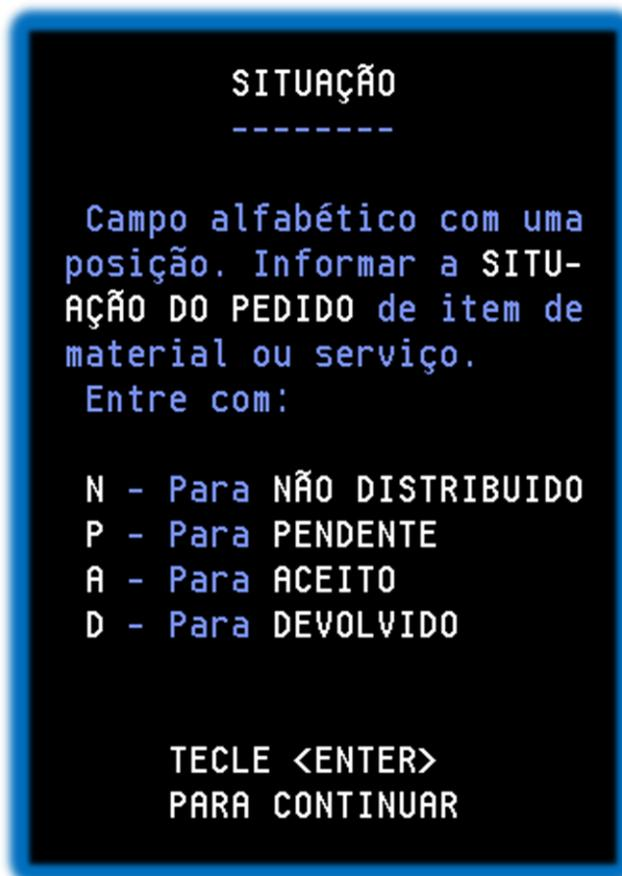 SITUAÇÃO
--------
Campo alfabético com uma
posição. Informar a SITU-
AÇÃO DO PEDIDO de item de
material ou serviço.
Entre com:
N - Para NÃO DISTRIBUIDO
P - Para PENDENTE
A - Para ACEITO
D - Para DEVOLVIDO
TECLE <ENTER>
PARA CONTINUAR